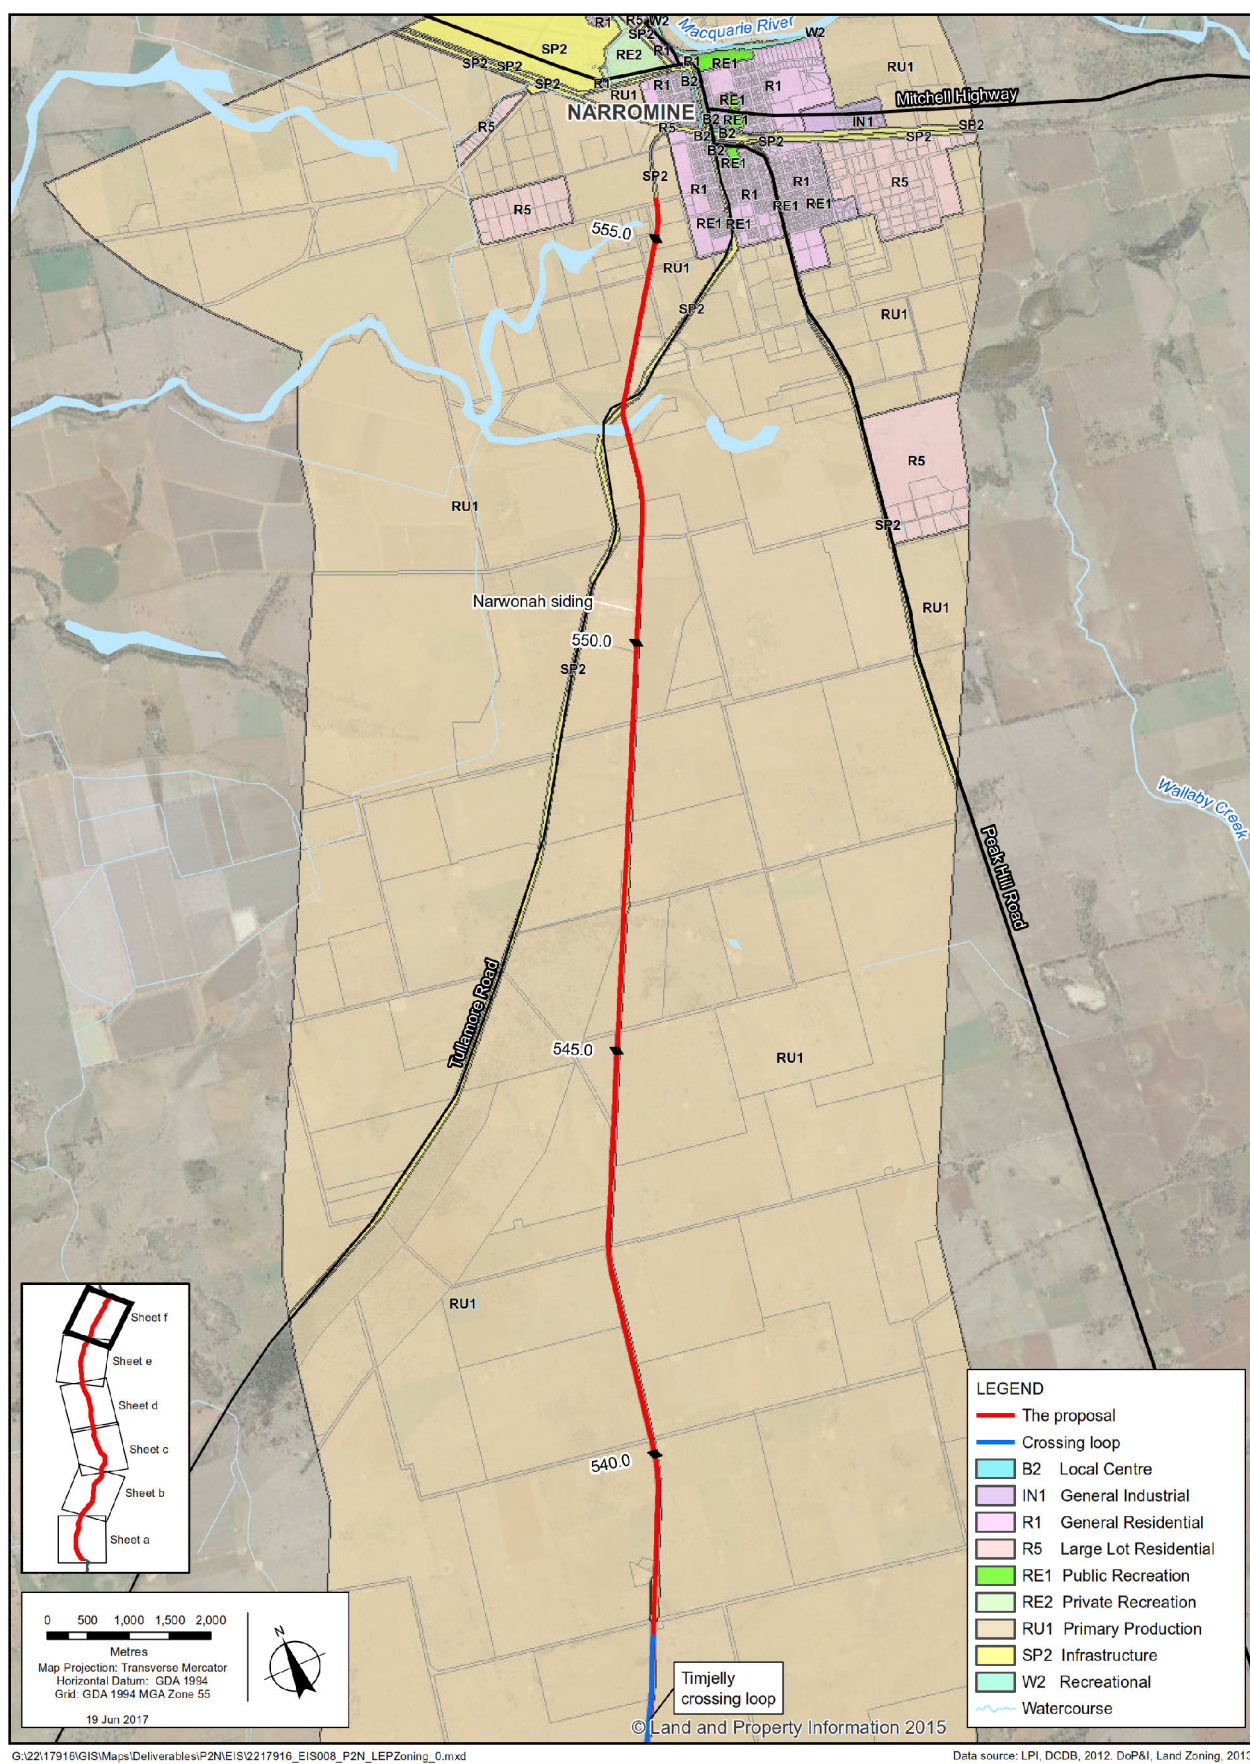 R1
R5
W2
Macquarie River
SP2
W2
SP2
RE2
R1
R1
RE1
SP2
SP2
SP2
R1
RU1
R1
B2
R1
RU1
RE1
Mitchell Highway
NARROMINE
B2
RE1
IN1
R5
R5
B2
B2
SP2
SP2
SP2
B2
RE1
SP2
R1
R1
R1
R5
R5
RE1
RE1
RE1
RE1
555.0
RU1
SP2
RU1
R5
RU1
SP2
Narwonah siding
RU1
550.0
SP2
Wallaby Creek
Peak Hill Road
Tullamore Road
545.0
RU1
RU1
540.0
Sheet f
Sheet e
Sheet d
Sheet c
Sheet b
Sheet a
LEGEND
The proposal
Crossing loop
B2 Local Centre
IN1 General Industrial
R1 General Residential
R5 Large Lot Residential
RE1 Public Recreation
RE2 Private Recreation
RU1 Primary Production
SP2 Infrastructure
W2 Recreational
Watercourse
0 500 1,000 1,500 2,000
Metres
Map Projection: Transverse Mercator
Horizontal Datum: GDA 1994
Grid: GDA 1994 MGA Zone 55
19 Jun 2017
N
Timjelly
crossing loop
© Land and Property Information 2015
G:\22\17916\GIS\Maps\Deliverables\P2N\EIS\2217916_EIS008_P2N_LEPZoning_0.mxd
Data source: LPI, DCDB, 2012. DoP&I, Land Zoning, 2013